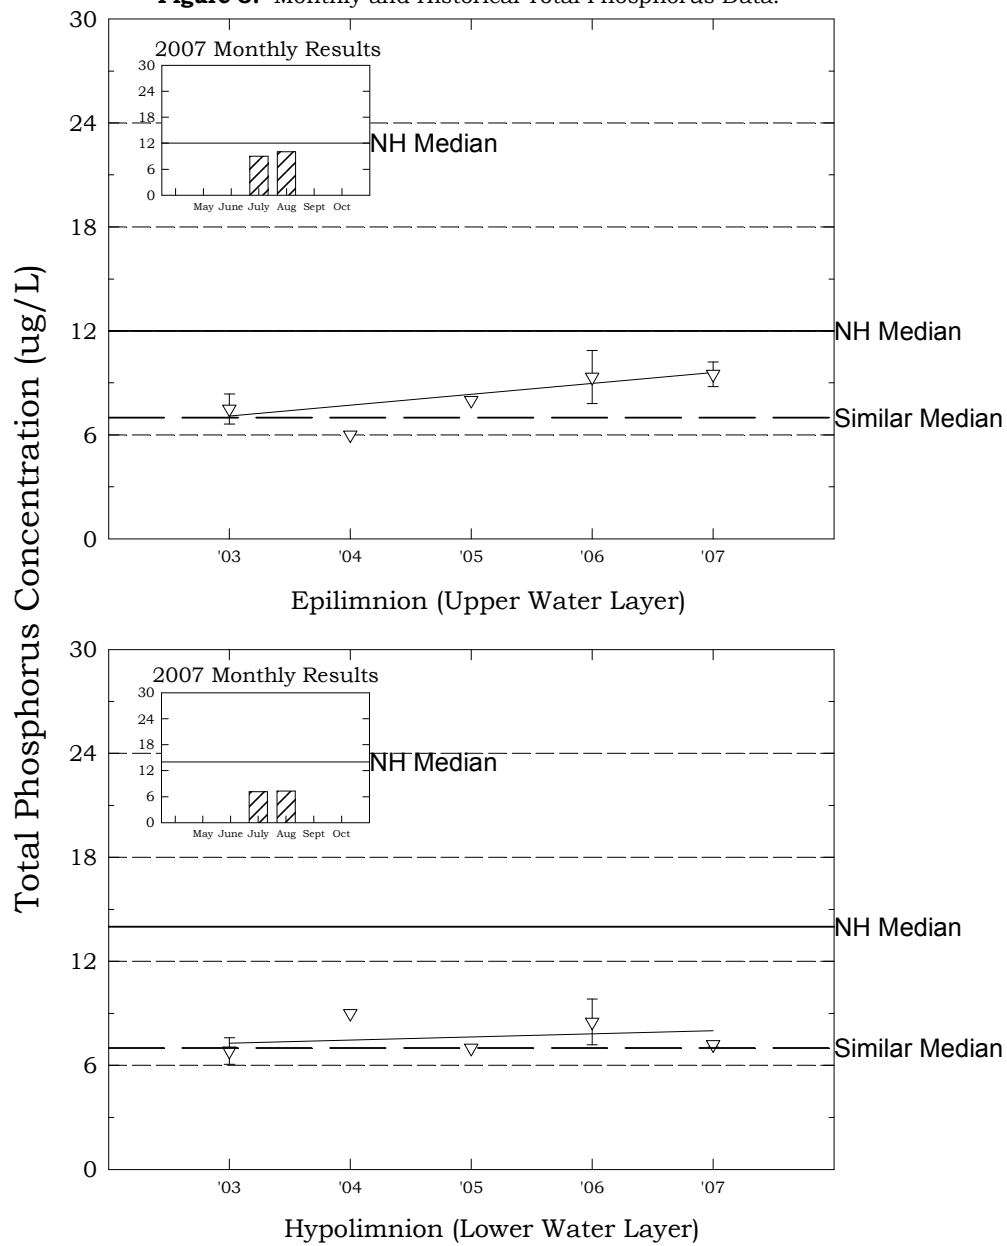 Figure 8. Monthly and Historical Total Phosphorus Data.
Total Phosphorus Concentration (ug/L)
30
24
18
12
6
0
2007 Monthly Results
30
24
18
12
6
0
May June July Aug Sept Oct
NH Median
NH Median
Similar Median
'03 '04 '05 '06 '07
Epilimnion (Upper Water Layer)
30
24
18
12
6
0
2007 Monthly Results
30
24
18
12
6
0
May June July Aug Sept Oct
NH Median
NH Median
Similar Median
'03 '04 '05 '06 '07
Hypolimnion (Lower Water Layer)